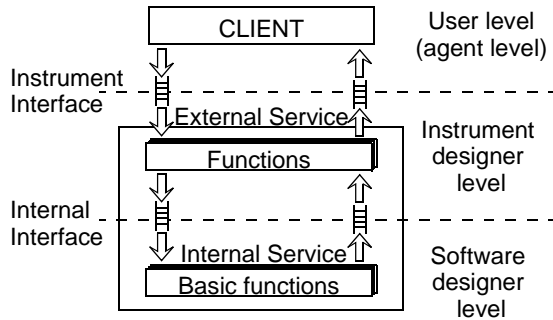 CLIENT
User level
(agent level)
Instrument
Interface
External Service
Functions
Instrument
designer
level
Internal
Interface
Internal Service
Basic functions
Software
designer
level